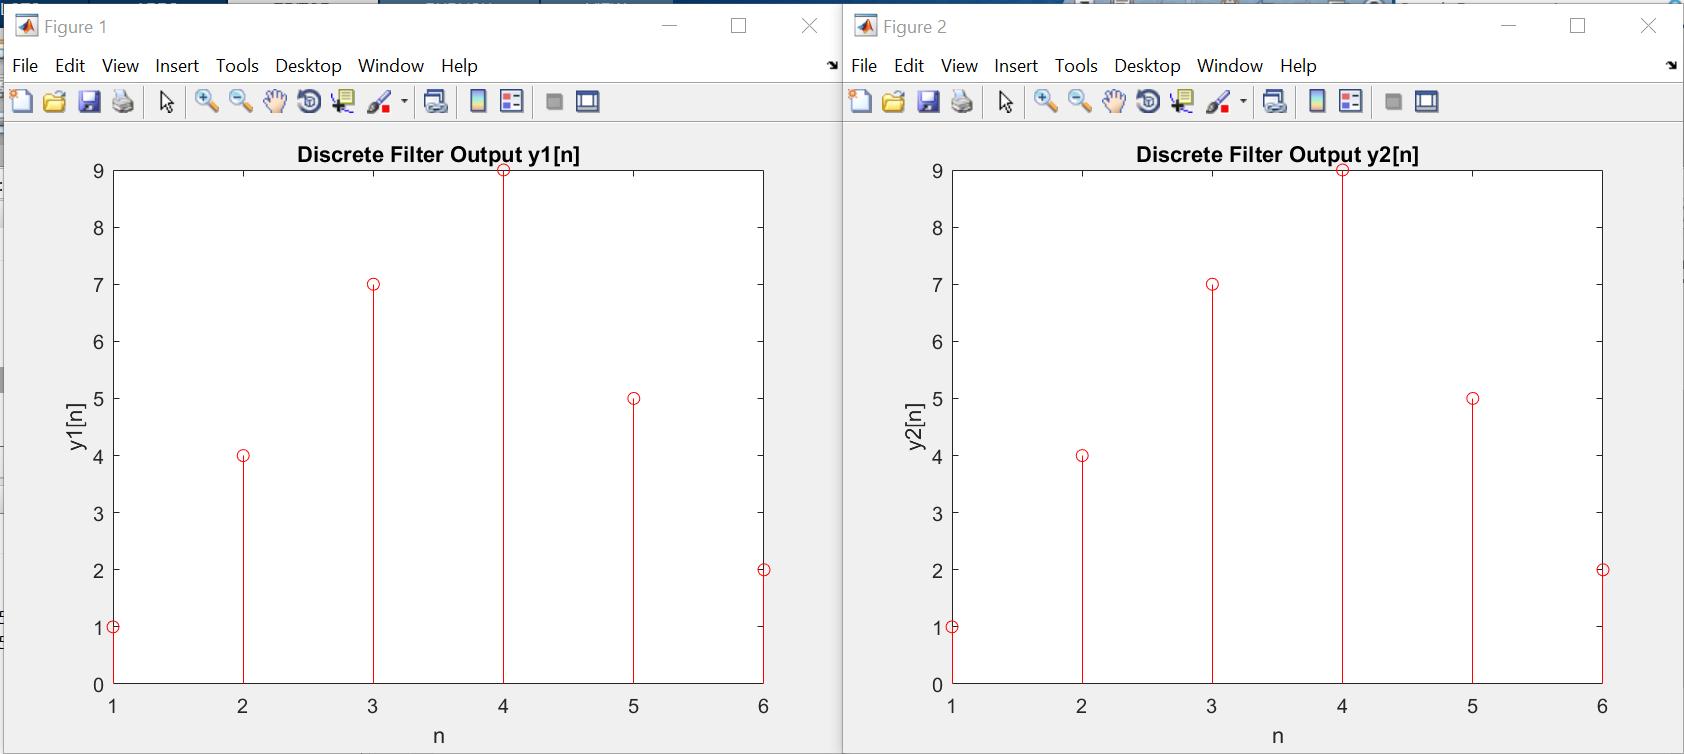 Figure 1
File Edit View Insert Tools Desktop Window Help
Discrete Filter Output y1[n]
9
8
7
6
5
4
3
2
1
0
y1[n]
1 2 3 4 5 6
n
Figure 2
File Edit View Insert Tools Desktop Window Help
Discrete Filter Output y2[n]
9
8
7
6
5
4
3
2
1
0
y2[n]
1 2 3 4 5 6
n